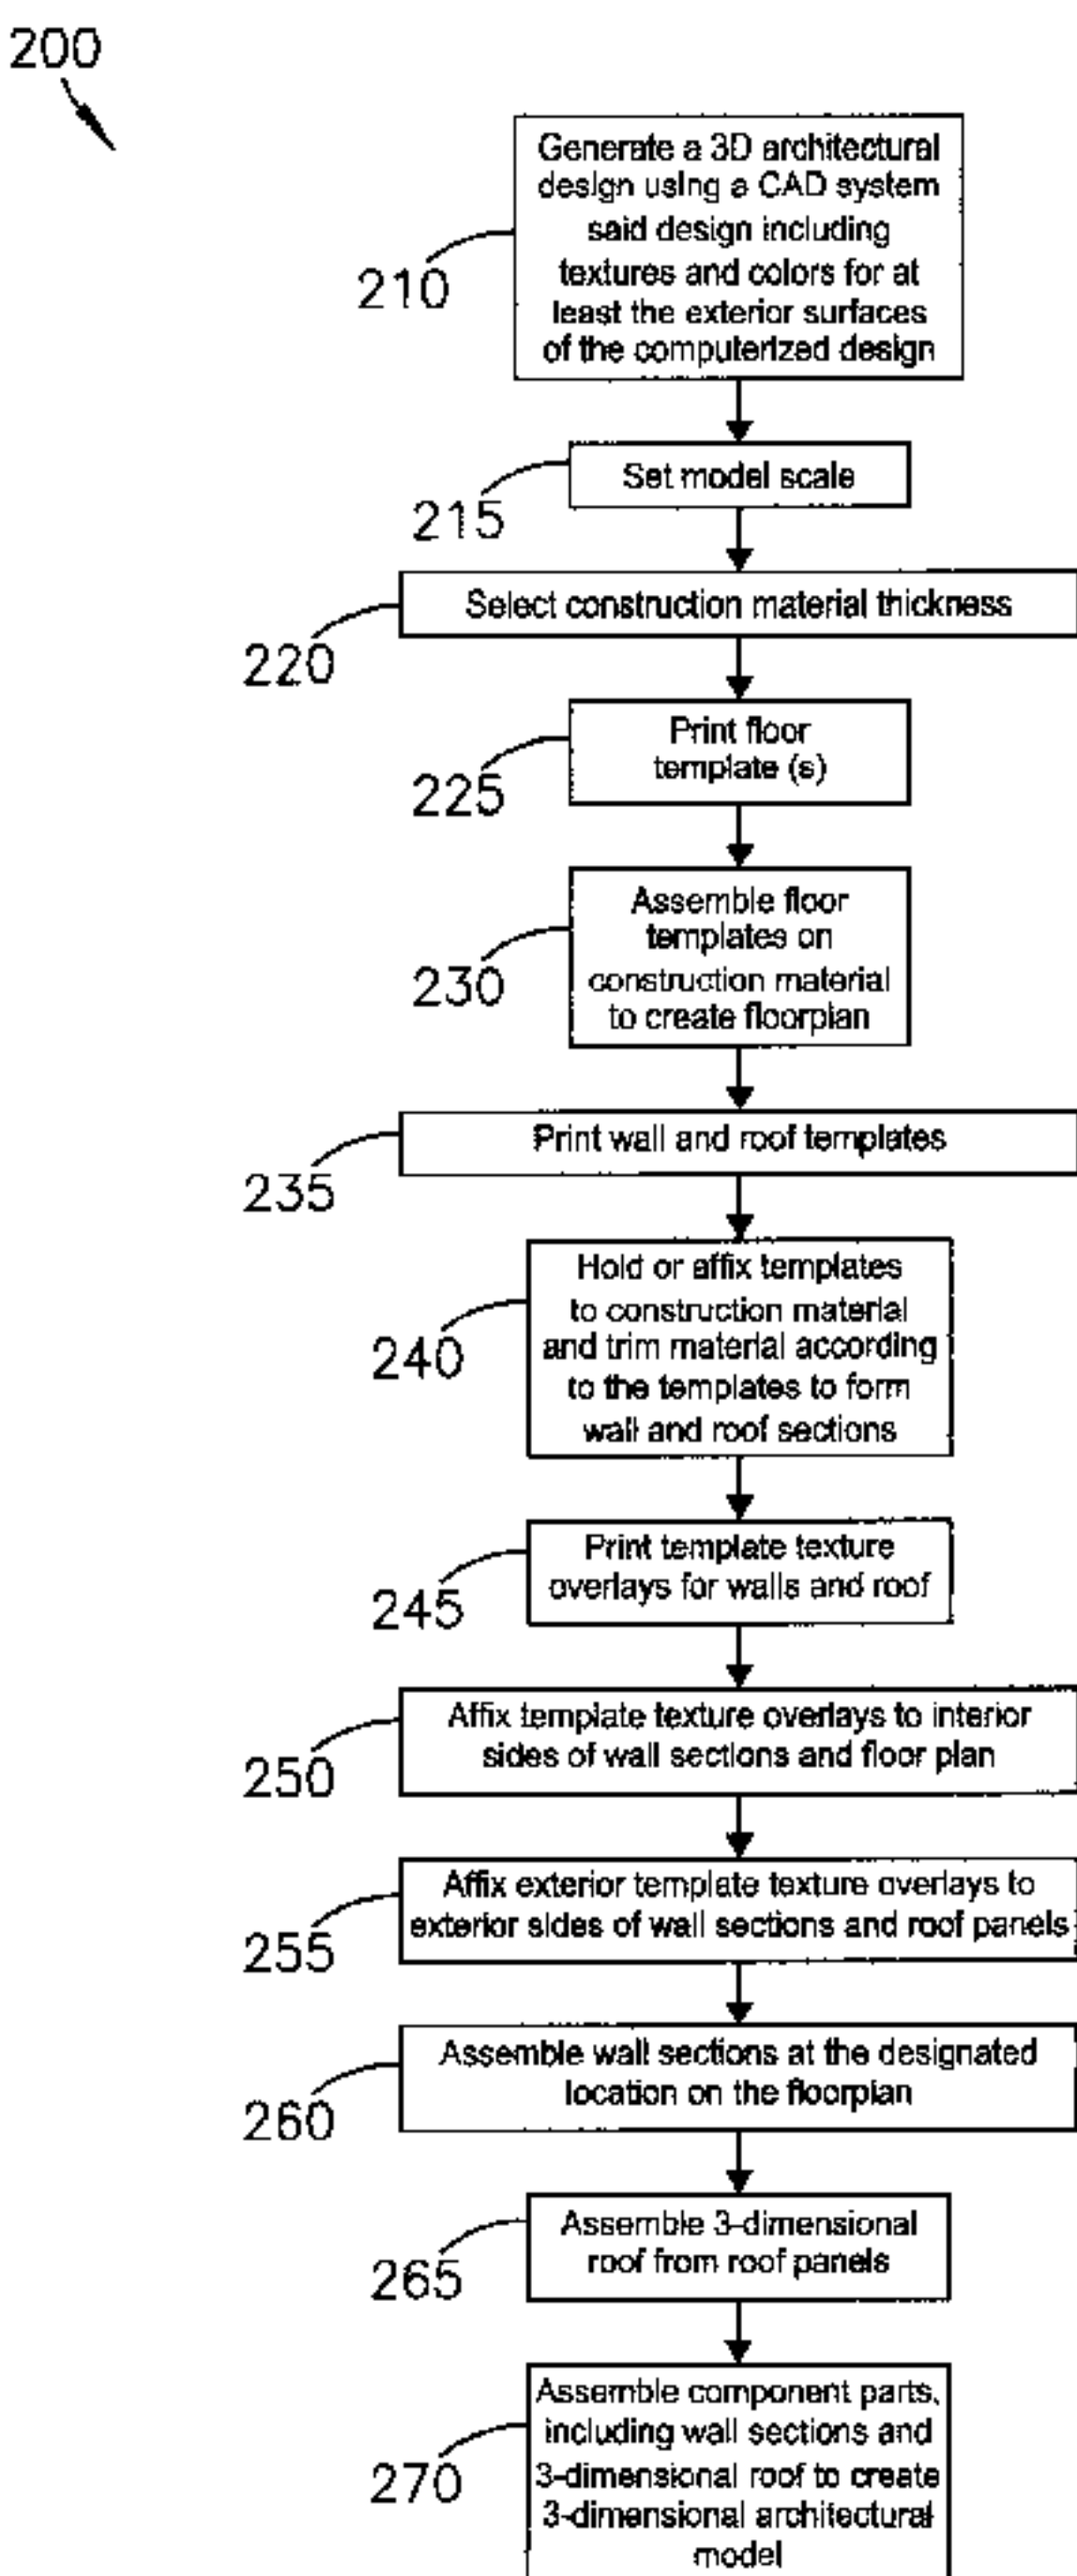 200
Generate a 3D architectural
design using a CAD system
said design including
textures and colors for at
least the exterior surfaces
of the computerized design
210
Set model scale
215
Select construction material thickness
220
Print floor
template (s)
225
Assemble floor
templates on
construction material
to create floorplan
230
Print wall and roof templates
235
Hold or affix templates
to construction material
and trim material according
to the templates to form
wall and roof sections
240
Print template texture
overlays for walls and roof
245
Affix template texture overlays to interior
sides of wall sections and floor plan
250
Affix exterior template texture overlays to
exterior sides of wall sections and roof panels
255
Assemble wall sections at the designated
location on the floorplan
260
Assemble 3-dimensional
roof from roof panels
265
Assemble component parts,
including wall sections and
3-dimensional roof to create
3-dimensional architectural
model
270